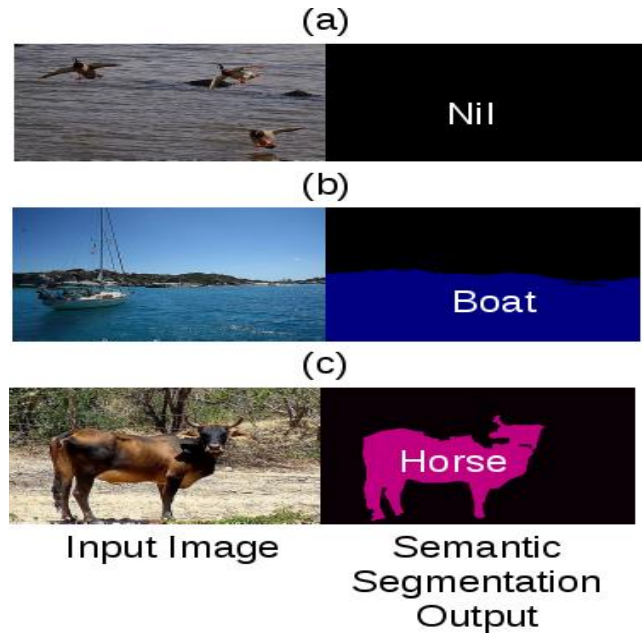 (a)
Nil
(b)
Boat
(c)
Horse
Input Image
Semantic
Segmentation
Output